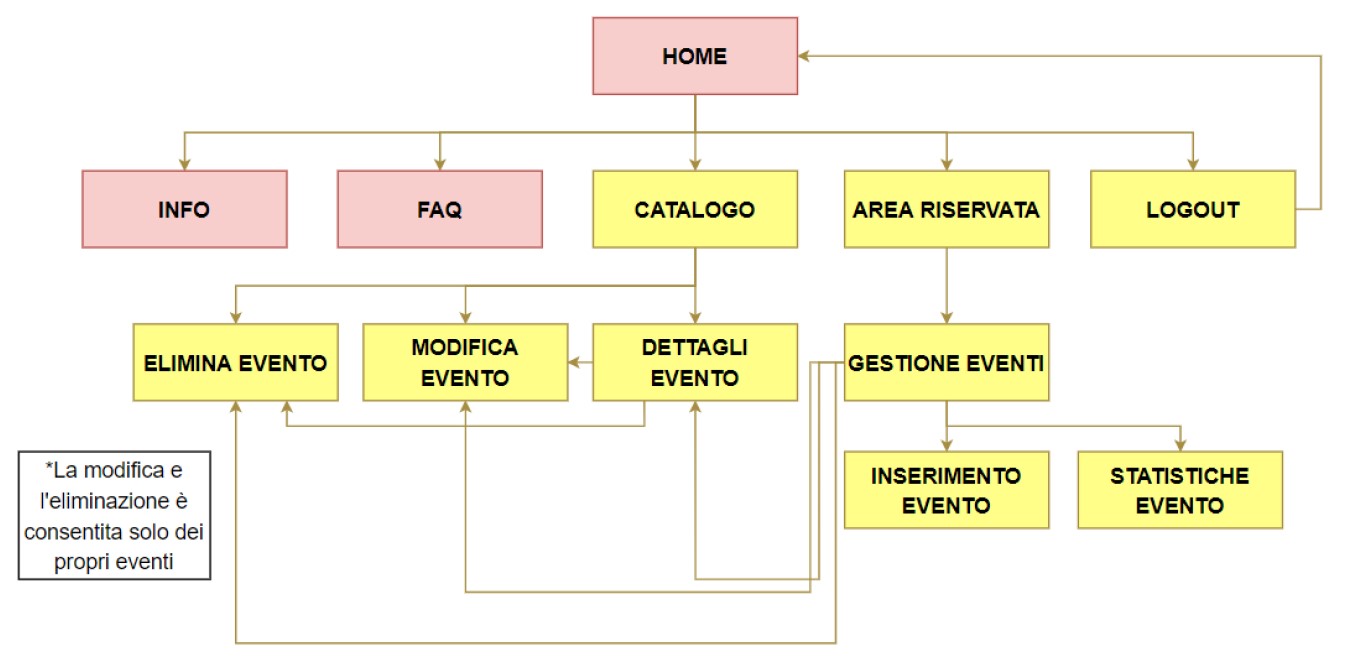 HOME
INFO
FAQ
CATALOGO
AREA RISERVATA
LOGOUT
ELIMINA EVENTO
MODIFICA
EVENTO
DETTAGLI
EVENTO
GESTIONE EVENTI
*La modifica e
l'eliminazione è
consentita solo dei
propri eventi
INSERIMENTO
EVENTO
STATISTICHE
EVENTO